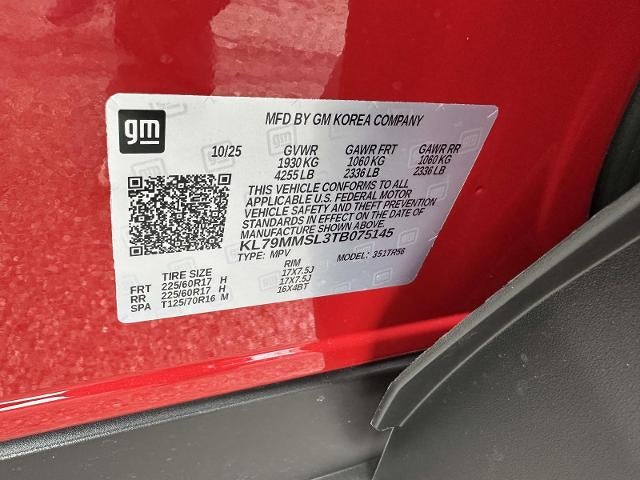 gm
MFD BY GM KOREA COMPANY
10/25 GVWR GAWR FRT GAWR RR
1930 KG 1060 KG 1060 KG
4255 LB 2336 LB 2336 LB
THIS VEHICLE CONFORMS TO ALL
APPLICABLE U.S. FEDERAL MOTOR
VEHICLE SAFETY AND THEFT PREVENTION
STANDARDS IN EFFECT ON THE DATE OF
MANUFACTURE SHOWN ABOVE.
KL79MMSL3TB075145
TYPE: MPV MODEL: 351TR56
TIRE SIZE RIM
FRT 225/60R17 H 17X7.5J
RR 225/60R17 H 17X7.5J
SPA T125/70R16 M 16X4BT